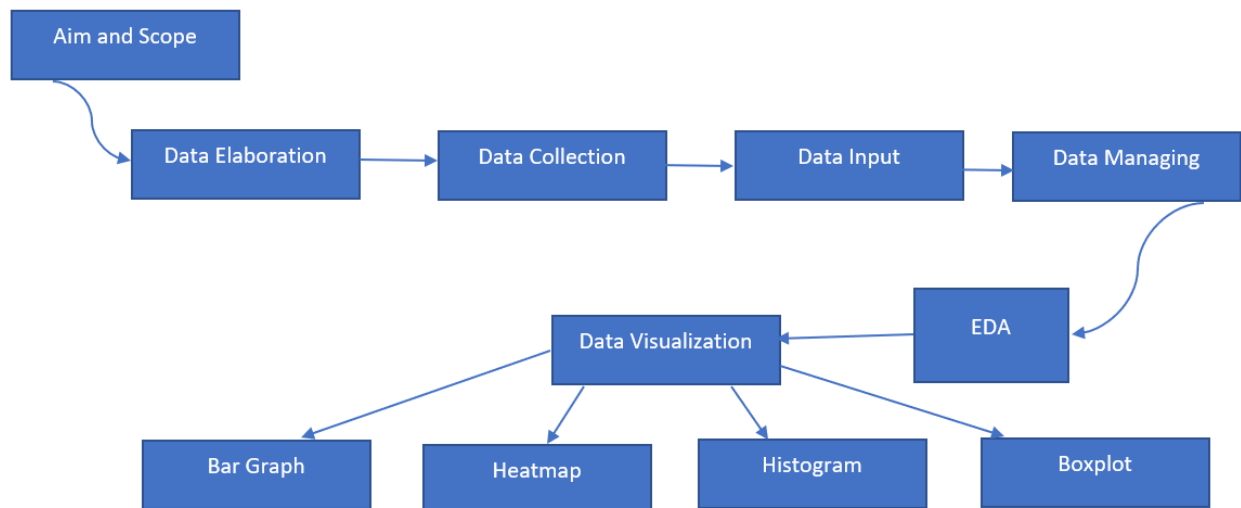 Aim and Scope
Data Elaboration
Data Collection
Data Input
Data Managing
EDA
Data Visualization
Bar Graph
Heatmap
Histogram
Boxplot